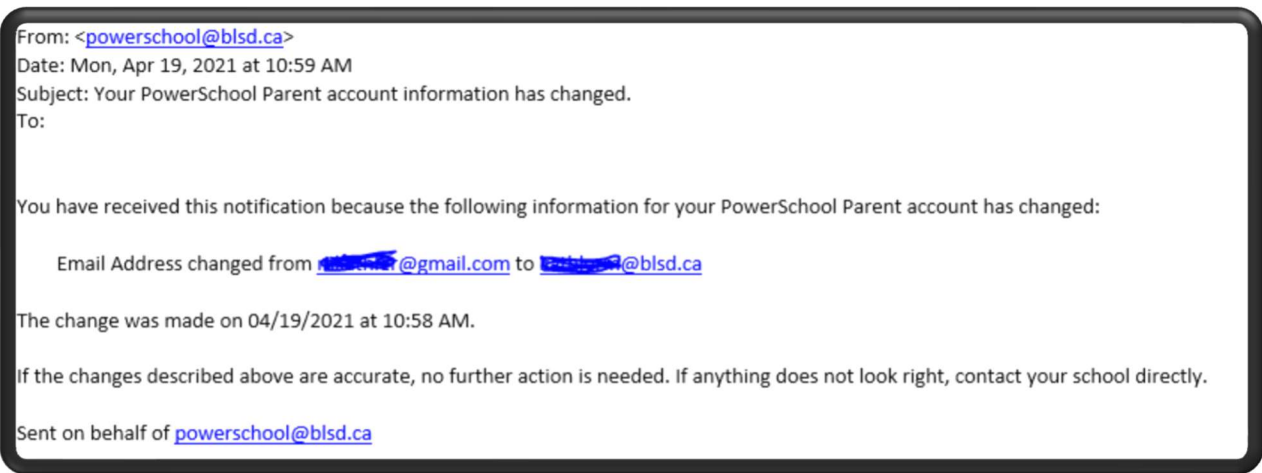 From: <powerschool@blsd.ca>
Date: Mon, Apr 19, 2021 at 10:59 AM
Subject: Your PowerSchool Parent account information has changed.
To:
You have received this notification because the following information for your PowerSchool Parent account has changed:
Email Address changed from @gmail.com to @blsd.ca
The change was made on 04/19/2021 at 10:58 AM.
If the changes described above are accurate, no further action is needed. If anything does not look right, contact your school directly.
Sent on behalf of powerschool@blsd.ca